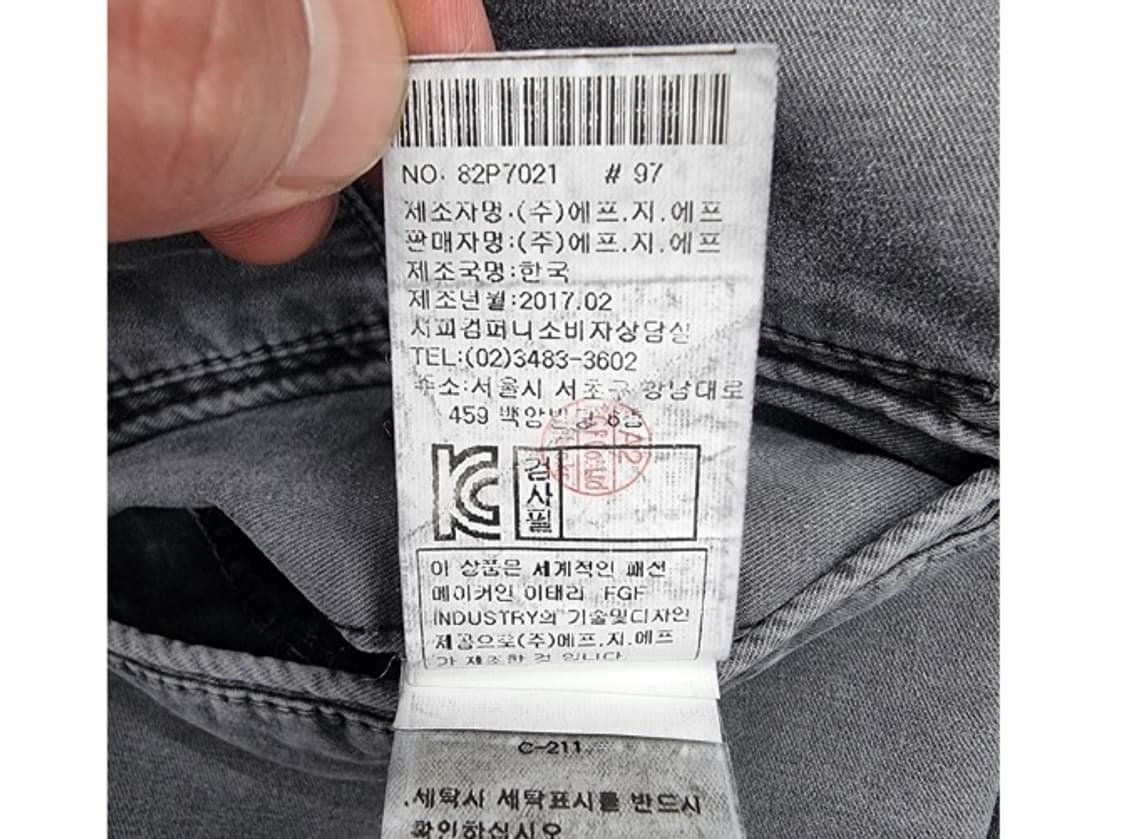 NO. 82P7021 # 97
제조자명:(주)에프.지.에프
판매자명:(주)에프.지.에프
제조국명:한국
제조년월:2017.02
지피컴퍼니소비자상담실
TEL:(02)3483-3602
주소:서울시 서초구 강남대로
459 백암빌딩 6층
KC
검사필
이 상품은 세계적인 패션
메이커인 이태리 FGF
INDUSTRY의 기술및디자인
제공으로(주)에프.지.에프
가 제조한 것 입니다
C-211
.세탁시 세탁표시를 반드시
확인하십시오